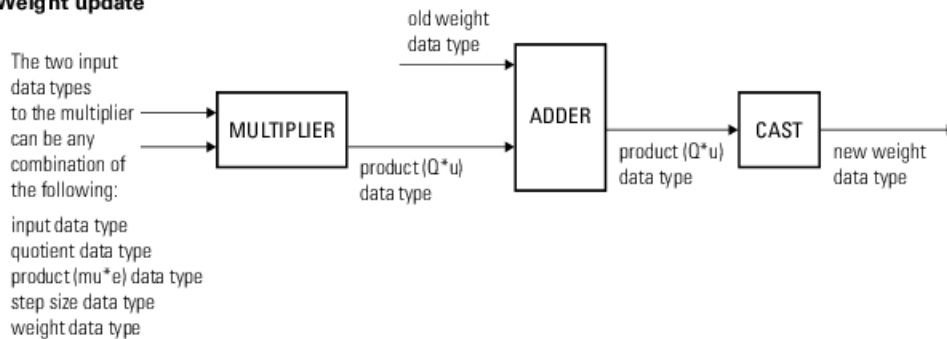 Weight update
old weight
data type
The two input
data types
to the multiplier
can be any
combination of
the following:
input data type
quotient data type
product (mu*e) data type
step size data type
weight data type
MULTIPLIER
product (Q*u)
data type
ADDER
product (Q*u)
data type
CAST
new weight
data type